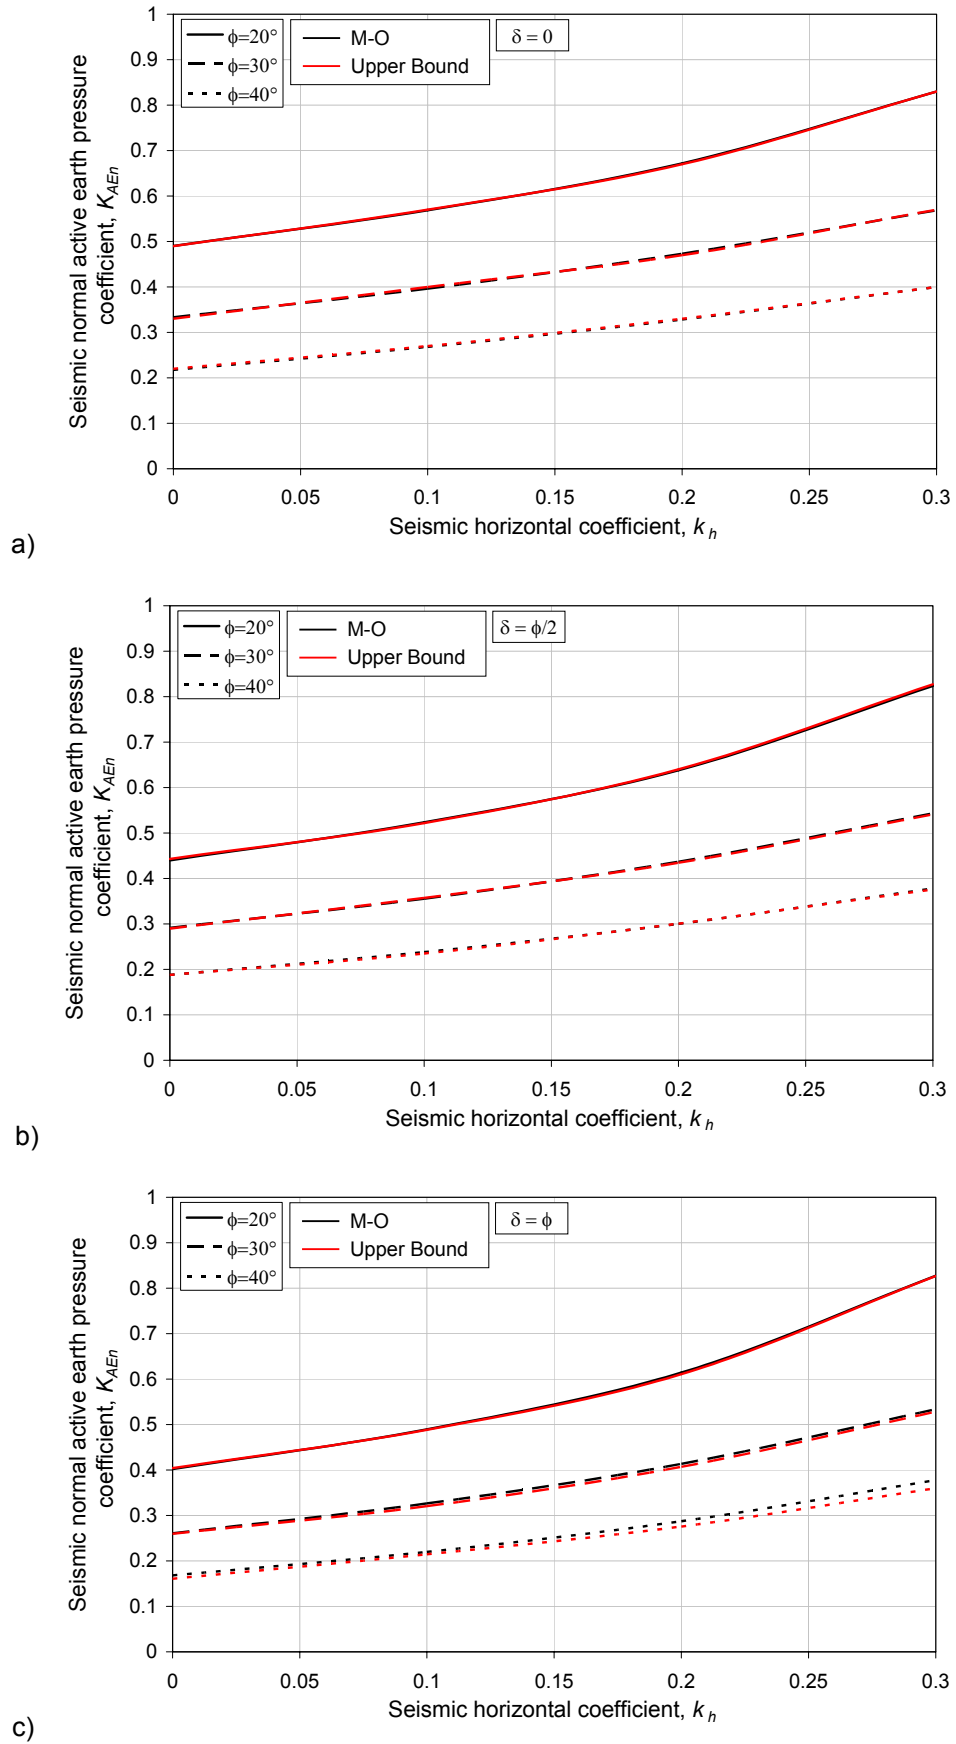 1
0.9
0.8
0.7
0.6
0.5
0.4
0.3
0.2
0.1
0
Seismic normal active earth pressure
coefficient, K_AEn
ϕ=20°
ϕ=30°
ϕ=40°
M-O
Upper Bound
δ = 0
0 0.05 0.1 0.15 0.2 0.25 0.3
Seismic horizontal coefficient, k_h
a)
1
0.9
0.8
0.7
0.6
0.5
0.4
0.3
0.2
0.1
0
Seismic normal active earth pressure
coefficient, K_AEn
ϕ=20°
ϕ=30°
ϕ=40°
M-O
Upper Bound
δ = ϕ/2
0 0.05 0.1 0.15 0.2 0.25 0.3
Seismic horizontal coefficient, k_h
b)
1
0.9
0.8
0.7
0.6
0.5
0.4
0.3
0.2
0.1
0
Seismic normal active earth pressure
coefficient, K_AEn
ϕ=20°
ϕ=30°
ϕ=40°
M-O
Upper Bound
δ = ϕ
0 0.05 0.1 0.15 0.2 0.25 0.3
Seismic horizontal coefficient, k_h
c)